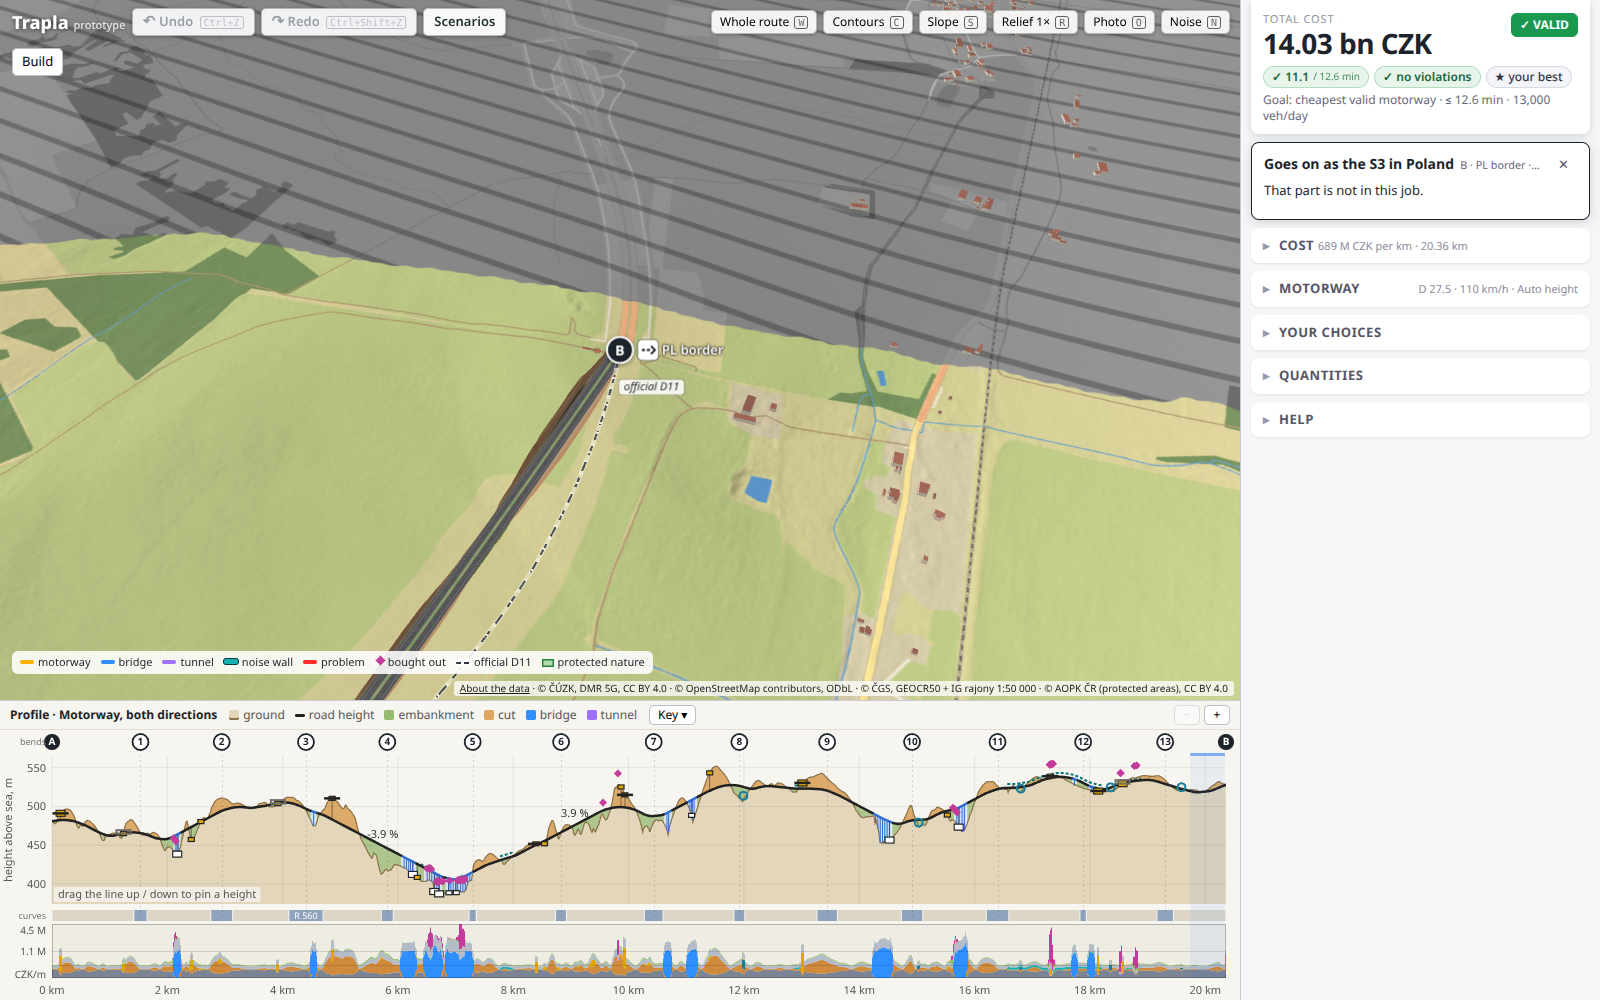 Trapla prototype
↶ Undo Ctrl+Z
↷ Redo Ctrl+Shift+Z
Scenarios
Whole route W
Contours C
Slope S
Relief 1× R
Photo O
Noise N
Build
B
PL border
official D11
motorway
bridge
tunnel
noise wall
problem
bought out
official D11
protected nature
About the data · © ČÚZK, DMR 5G, CC BY 4.0 · © OpenStreetMap contributors, ODbL · © ČGS, GEOCR50 + IG rajony 1:50 000 · © AOPK ČR (protected areas), CC BY 4.0
TOTAL COST
14.03 bn CZK
✓ VALID
✓ 11.1 / 12.6 min
✓ no violations
★ your best
Goal: cheapest valid motorway · ≤ 12.6 min · 13,000
veh/day
Goes on as the S3 in Poland B · PL border ·… ✕
That part is not in this job.
▶ COST 689 M CZK per km · 20.36 km
▶ MOTORWAY D 27.5 · 110 km/h · Auto height
▶ YOUR CHOICES
▶ QUANTITIES
▶ HELP
Profile · Motorway, both directions
ground
road height
embankment
cut
bridge
tunnel
Key ▾
− +
bends A 1 2 3 4 5 6 7 8 9 10 11 12 13 B
height above sea, m
550
500
450
400
-3.9 %
3.9 %
drag the line up / down to pin a height
curves R 560
4.5 M
1.1 M
CZK/m
0 km 2 km 4 km 6 km 8 km 10 km 12 km 14 km 16 km 18 km 20 km